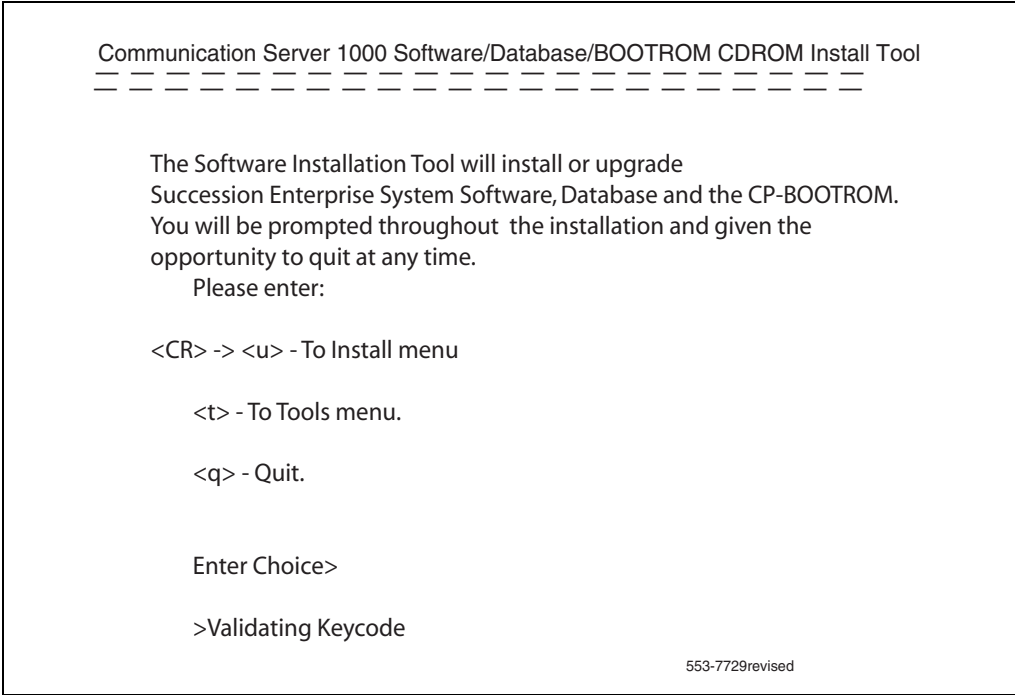 Communication Server 1000 Software/Database/BOOTROM CDROM Install Tool
The Software Installation Tool will install or upgrade
Succession Enterprise System Software, Database and the CP-BOOTROM.
You will be prompted throughout the installation and given the
opportunity to quit at any time.
Please enter:
<CR> -> <u> - To Install menu
<t> - To Tools menu.
<q> - Quit.
Enter Choice>
>Validating Keycode
553-7729revised